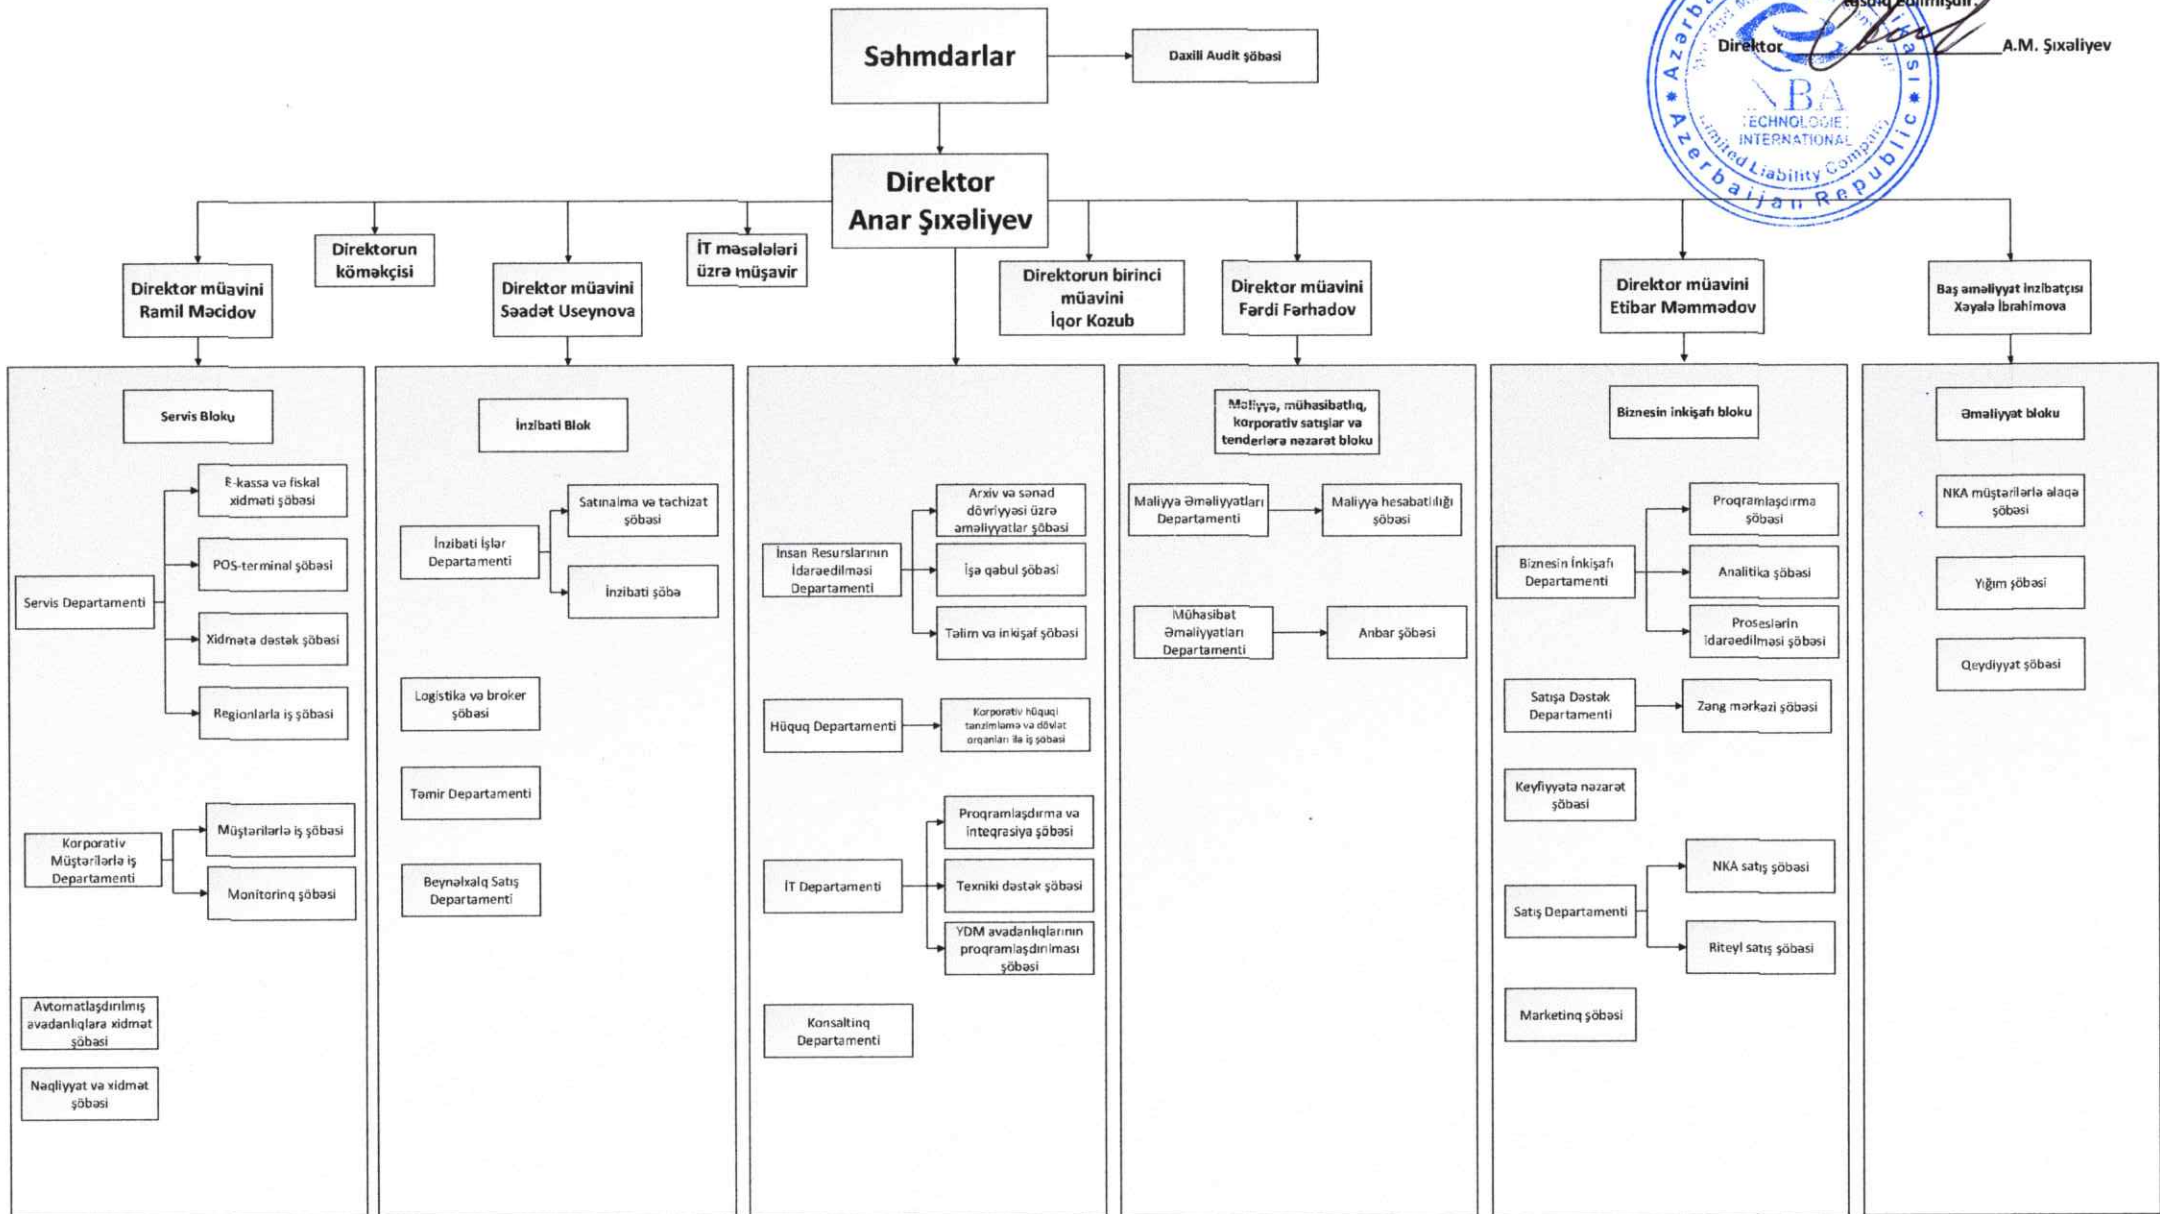 təsdiq edilmişdir.
Direktor
A.M. Şıxəliyev
NBA
TECHNOLOGIES
INTERNATIONAL
Limited Liability Company
Azerbaijan Republic
Səhmdarlar
Daxili Audit şöbəsi
Direktor
Anar Şıxəliyev
Direktor müavini
Ramil Məcidov
Direktorun
köməkçisi
Direktor müavini
Səadət Useynova
İT məsələləri
üzrə müşavir
Direktorun birinci
müavini
İqor Kozub
Direktor müavini
Fərdi Fərhadov
Direktor müavini
Etibar Məmmədov
Baş əməliyyat inzibatçısı
Xəyalə İbrahimova
Servis Bloku
E-kassa və fiskal
xidməti şöbəsi
POS-terminal şöbəsi
Servis Departamenti
Xidmətə dəstək şöbəsi
Regionlarla iş şöbəsi
Müştərilərlə iş şöbəsi
Korporativ
Müştərilərlə iş
Departamenti
Monitorinq şöbəsi
Avtomatlaşdırılmış
avadanlıqlara xidmət
şöbəsi
Nəqliyyat və xidmət
şöbəsi
İnzibati Blok
Satınalma və təchizat
şöbəsi
İnzibati İşlər
Departamenti
İnzibati şöbə
Logistika və broker
şöbəsi
Təmir Departamenti
Beynəlxalq Satış
Departamenti
Arxiv və sənəd
dövriyyəsi üzrə
əməliyyatlar şöbəsi
İnsan Resurslarının
İdarəedilməsi
Departamenti
İşə qəbul şöbəsi
Təlim və inkişaf şöbəsi
Hüquq Departamenti
Korporativ hüquqi
tənzimləmə və dövlət
orqanları ilə iş şöbəsi
Proqramlaşdırma və
inteqrasiya şöbəsi
İT Departamenti
Texniki dəstək şöbəsi
YDM avadanlıqlarının
proqramlaşdırılması
şöbəsi
Konsaltinq
Departamenti
Maliyyə, mühasibatlıq,
korporativ satışlar və
tenderlərə nəzarət bloku
Maliyyə Əməliyyatları
Departamenti
Maliyyə hesabatlılığı
şöbəsi
Mühasibat
Əməliyyatları
Departamenti
Anbar şöbəsi
Biznesin inkişafı bloku
Proqramlaşdırma
şöbəsi
Biznesin İnkişafı
Departamenti
Analitika şöbəsi
Proseslərin
idarəedilməsi şöbəsi
Satışa Dəstək
Departamenti
Zəng mərkəzi şöbəsi
Keyfiyyətə nəzarət
şöbəsi
NKA satış şöbəsi
Satış Departamenti
Riteyl satış şöbəsi
Marketinq şöbəsi
Əməliyyat bloku
NKA müştərilərlə əlaqə
şöbəsi
Yığım şöbəsi
Qeydiyyat şöbəsi